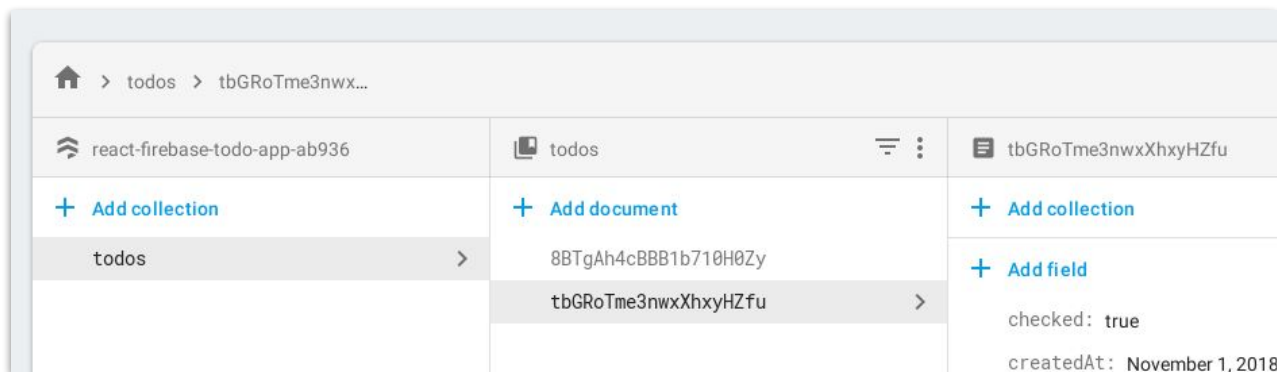 > todos > tbGRoTme3nwx…
react-firebase-todo-app-ab936
todos
tbGRoTme3nwxXhxyHZfu
+ Add collection
+ Add document
+ Add collection
todos >
8BTgAh4cBBB1b710H0Zy
+ Add field
tbGRoTme3nwxXhxyHZfu >
checked: true
createdAt: November 1, 2018